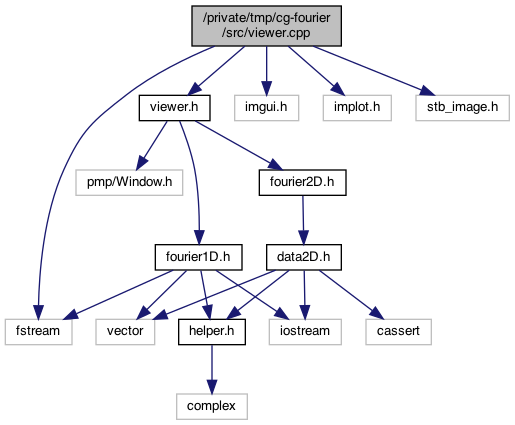 /private/tmp/cg-fourier
/src/viewer.cpp
viewer.h
imgui.h
implot.h
stb_image.h
pmp/Window.h
fourier2D.h
fourier1D.h
data2D.h
fstream
vector
helper.h
iostream
cassert
complex